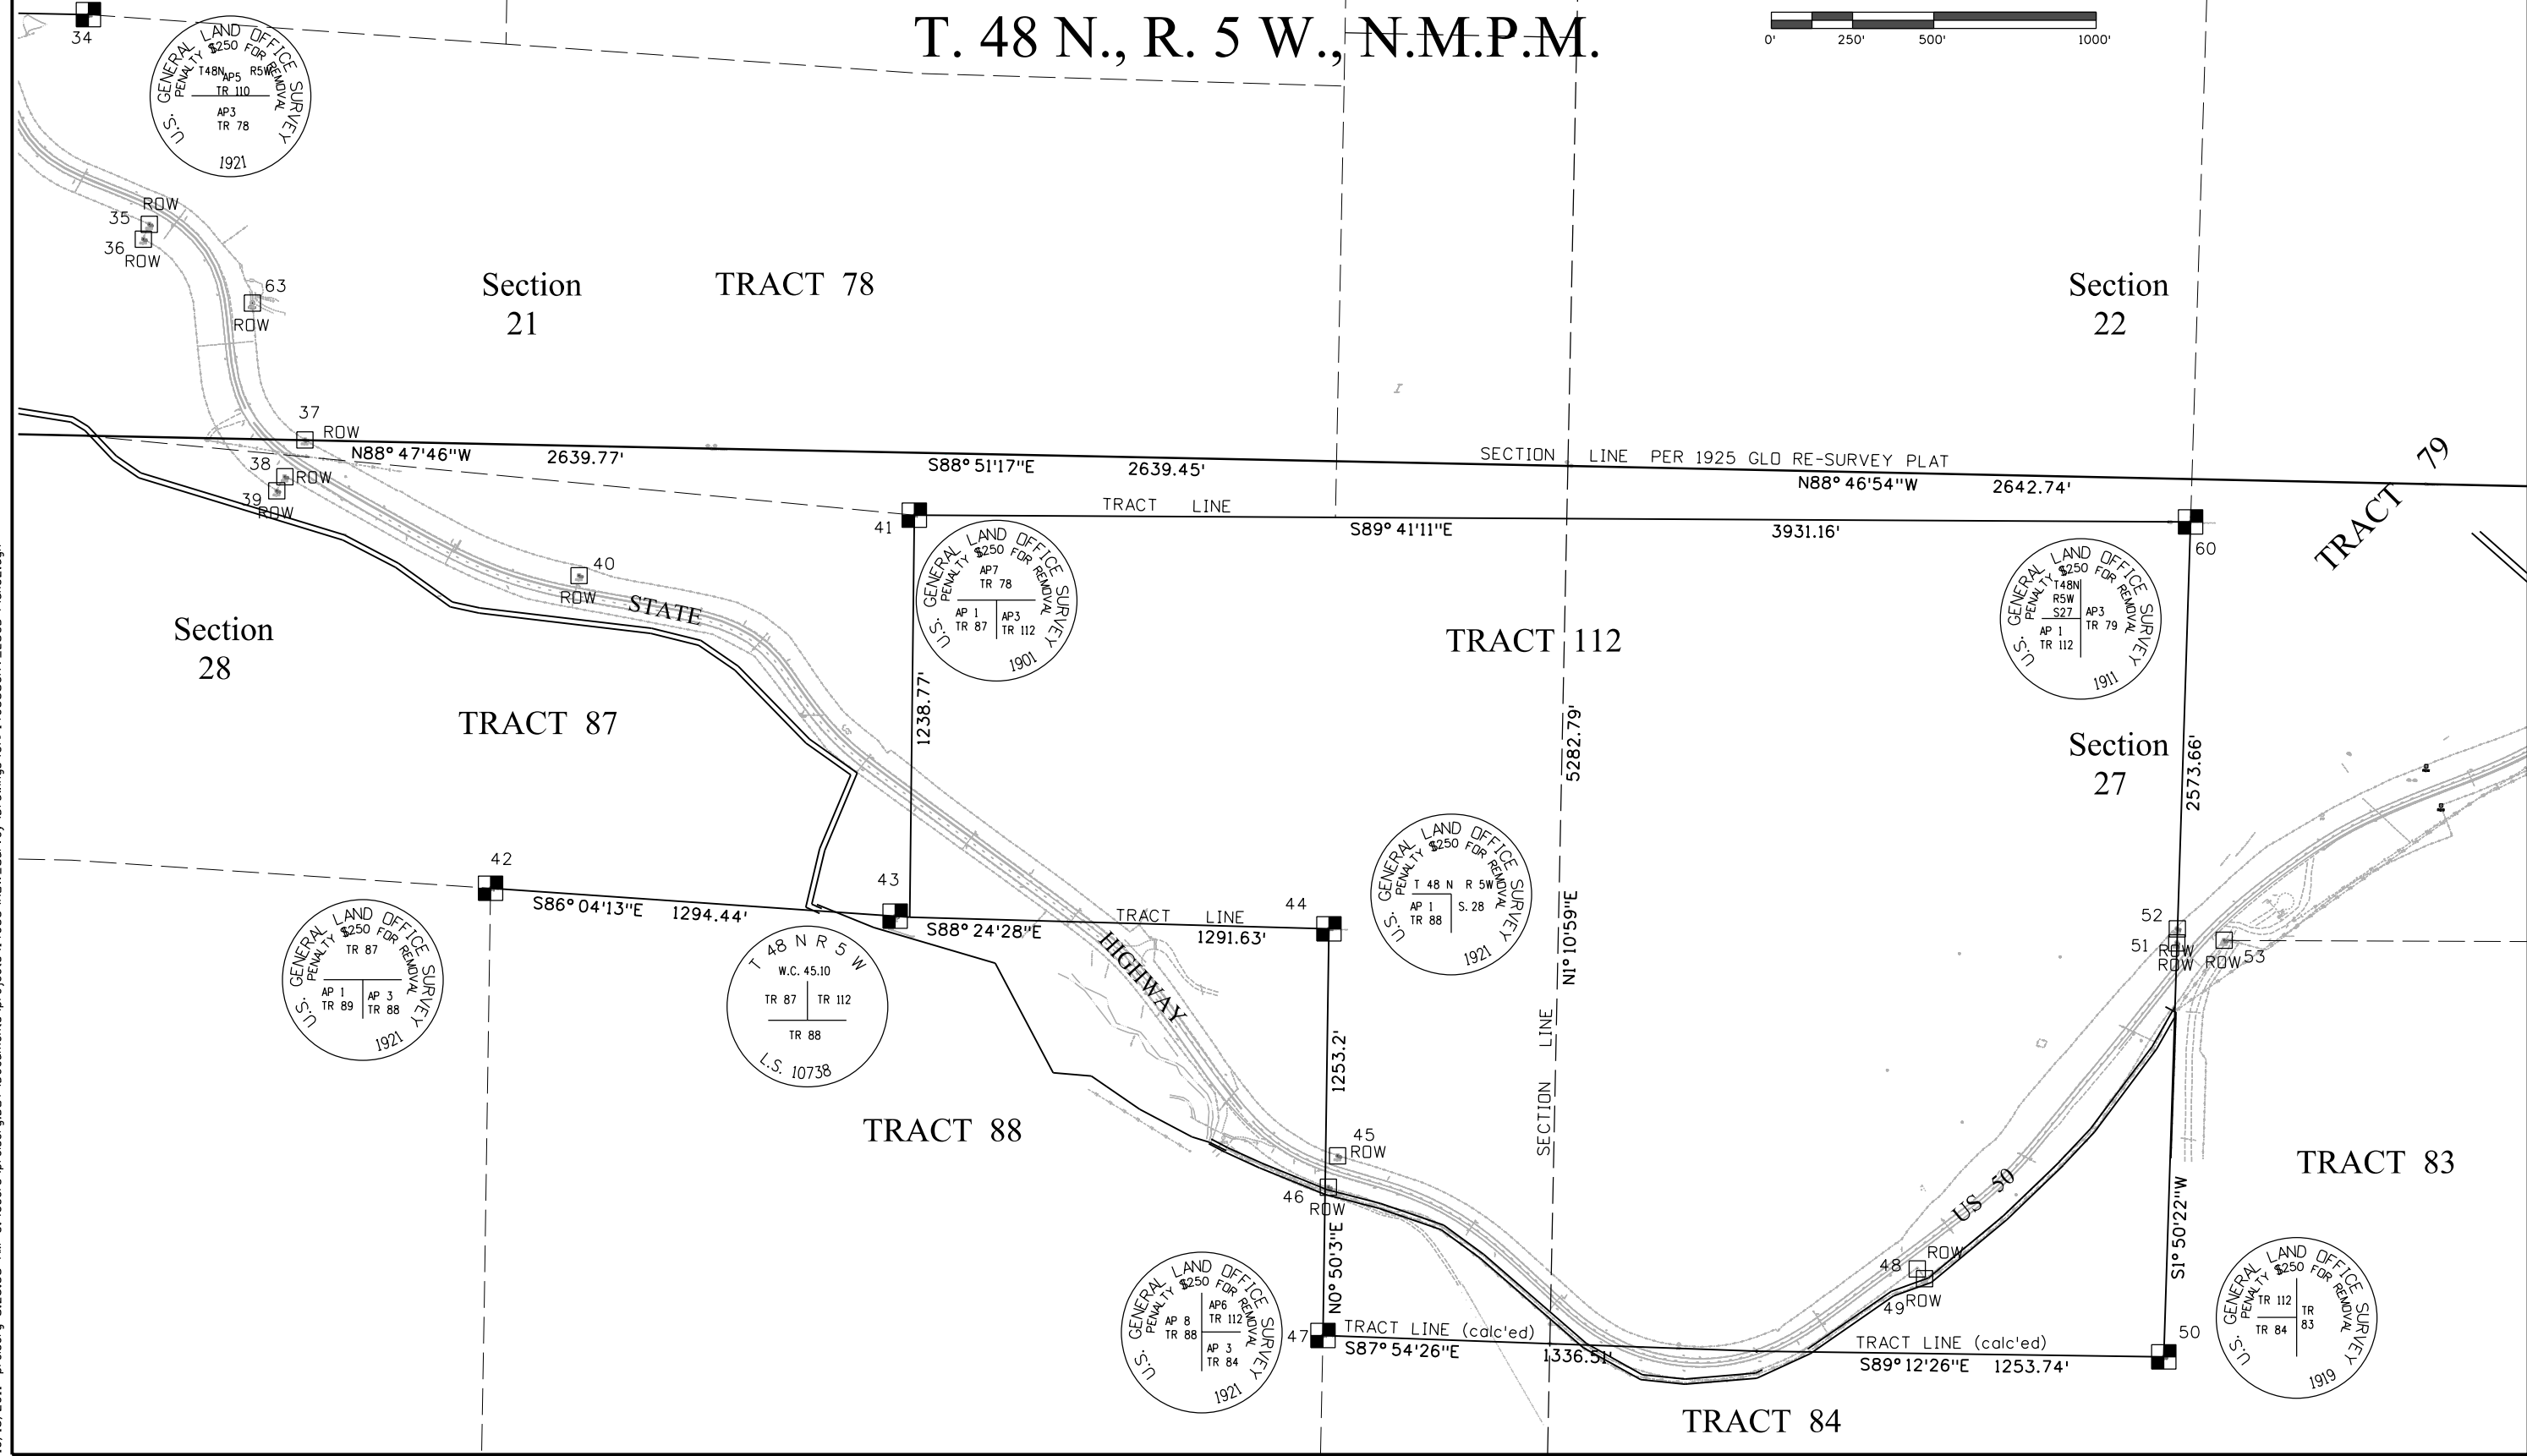 T. 48 N., R. 5 W., N.M.P.M.
0' 250' 500' 1000'
34
U.S. GENERAL LAND OFFICE SURVEY
PENALTY $250 FOR REMOVAL
T48N R5W
AP5
TR 110
AP3
TR 78
1921
35 ROW
36 ROW
63
ROW
Section
21
TRACT 78
Section
22
37
ROW
N88°47'46"W 2639.77'
S88°51'17"E 2639.45'
SECTION LINE PER 1925 GLO RE-SURVEY PLAT
N88°46'54"W 2642.74'
TRACT 79
38 ROW
39
ROW
41
TRACT LINE
S89°41'11"E 3931.16'
60
40
ROW
STATE
U.S. GENERAL LAND OFFICE SURVEY
PENALTY $250 FOR REMOVAL
AP7
TR 78
AP 1
TR 87
AP3
TR 112
1901
U.S. GENERAL LAND OFFICE SURVEY
PENALTY $250 FOR REMOVAL
T48N
R5W
S27
AP3
TR 79
AP 1
TR 112
1911
Section
28
TRACT 112
TRACT 87
1238.77'
5282.79'
Section
27
2573.66'
42
S86°04'13"E 1294.44'
43
S88°24'28"E
TRACT LINE
1291.63'
44
U.S. GENERAL LAND OFFICE SURVEY
PENALTY $250 FOR REMOVAL
T 48 N R 5W
AP 1
TR 88
S. 28
1921
N1°10'59"E
52
51 ROW
ROW
ROW 53
U.S. GENERAL LAND OFFICE SURVEY
PENALTY $250 FOR REMOVAL
TR 87
AP 1
TR 89
AP 3
TR 88
1921
T 48 N R 5 W
W.C. 45.10
TR 87 TR 112
TR 88
L.S. 10738
HIGHWAY
1253.2'
SECTION LINE
TRACT 88
45
ROW
46
ROW
TRACT 83
US 50
N0°50'3"E
S1°50'22"W
48 ROW
49 ROW
U.S. GENERAL LAND OFFICE SURVEY
PENALTY $250 FOR REMOVAL
AP6
TR 112
AP 8
TR 88
AP 3
TR 84
1921
47
TRACT LINE (calc'ed)
S87°54'26"E 1336.51'
TRACT LINE (calc'ed)
S89°12'26"E 1253.74'
50
U.S. GENERAL LAND OFFICE SURVEY
PENALTY $250 FOR REMOVAL
TR 112
TR
83
TR 84
1919
TRACT 84